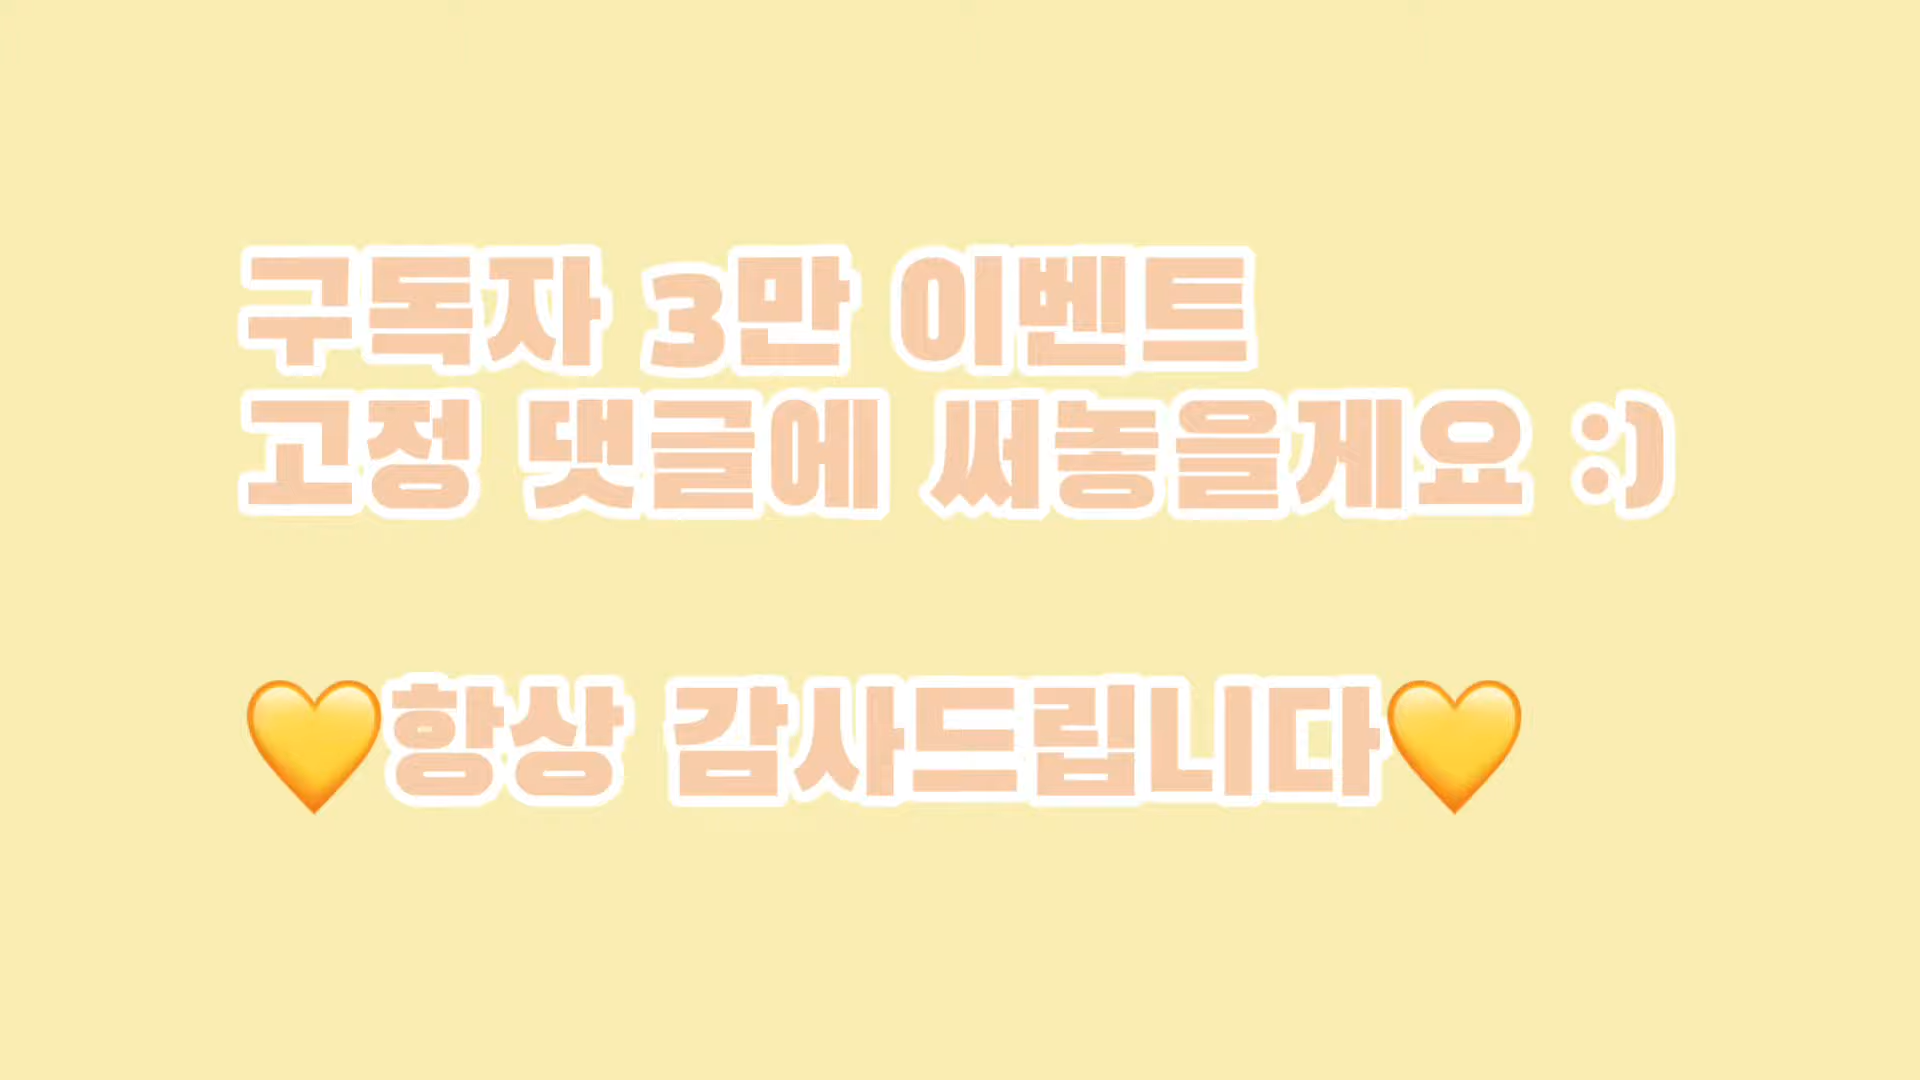 구독자 3만 이벤트
고정 댓글에 써놓을게요 :)
💛항상 감사드립니다💛